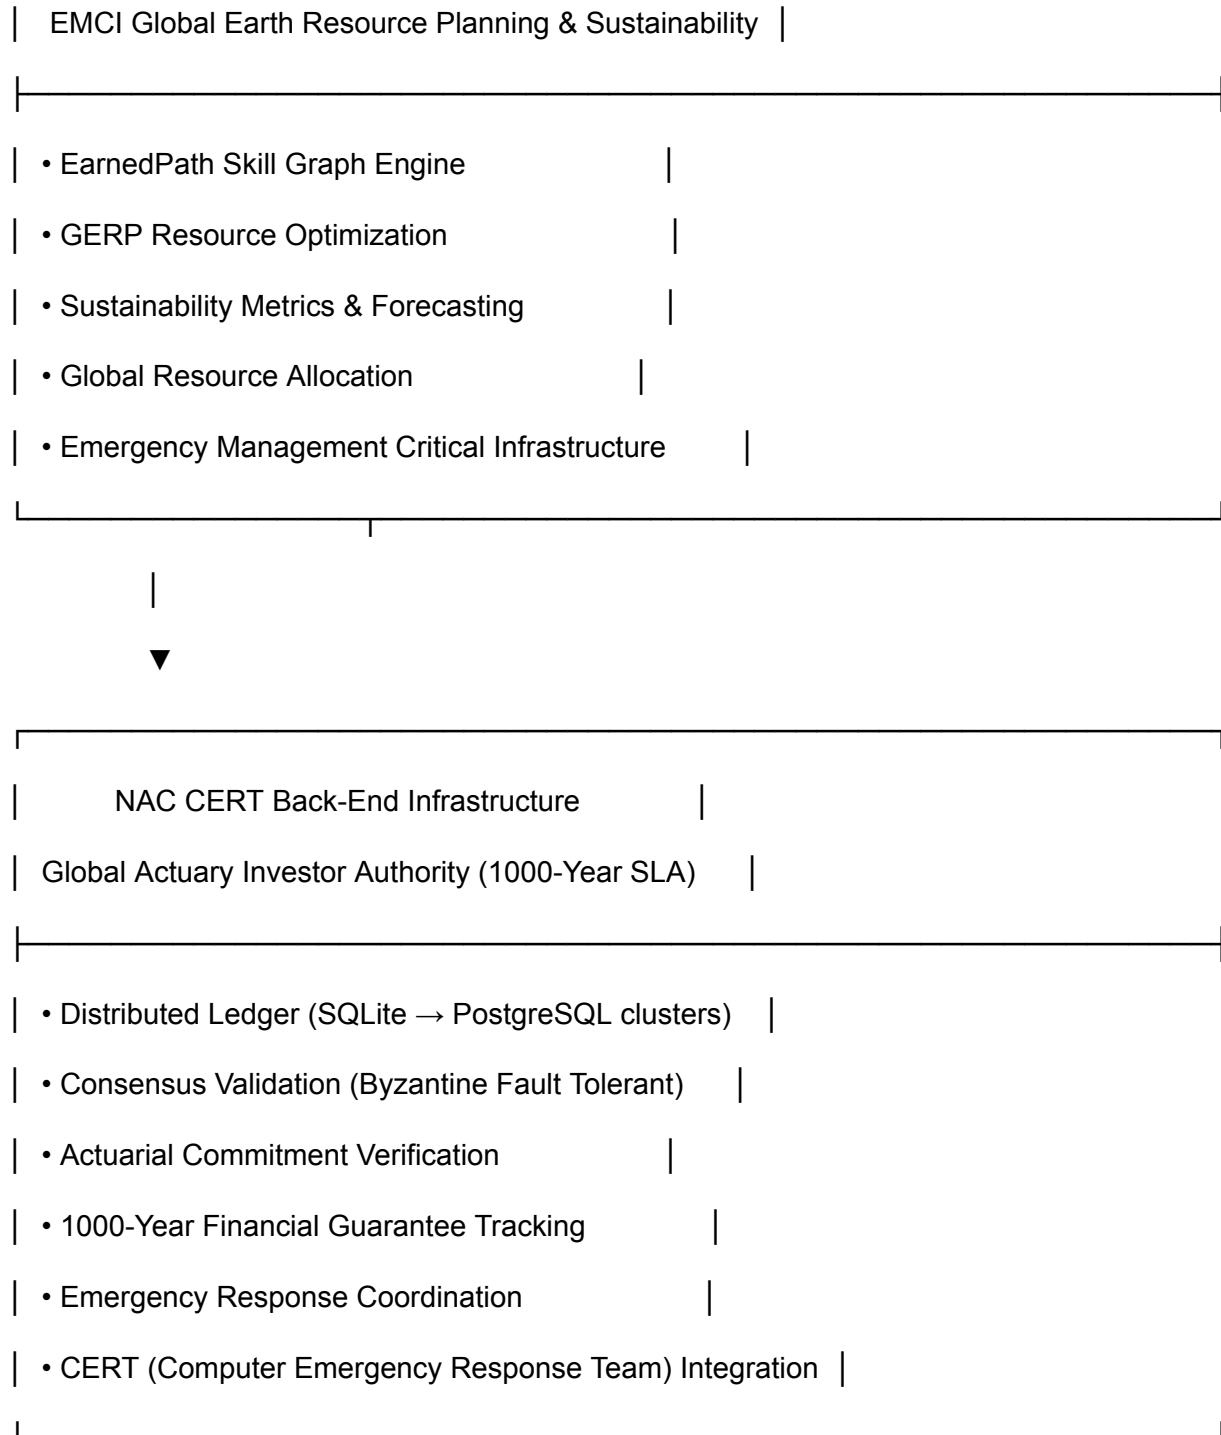 EMCI Global Earth Resource Planning & Sustainability
• EarnedPath Skill Graph Engine
• GERP Resource Optimization
• Sustainability Metrics & Forecasting
• Global Resource Allocation
• Emergency Management Critical Infrastructure
▼
NAC CERT Back-End Infrastructure
Global Actuary Investor Authority (1000-Year SLA)
• Distributed Ledger (SQLite → PostgreSQL clusters)
• Consensus Validation (Byzantine Fault Tolerant)
• Actuarial Commitment Verification
• 1000-Year Financial Guarantee Tracking
• Emergency Response Coordination
• CERT (Computer Emergency Response Team) Integration